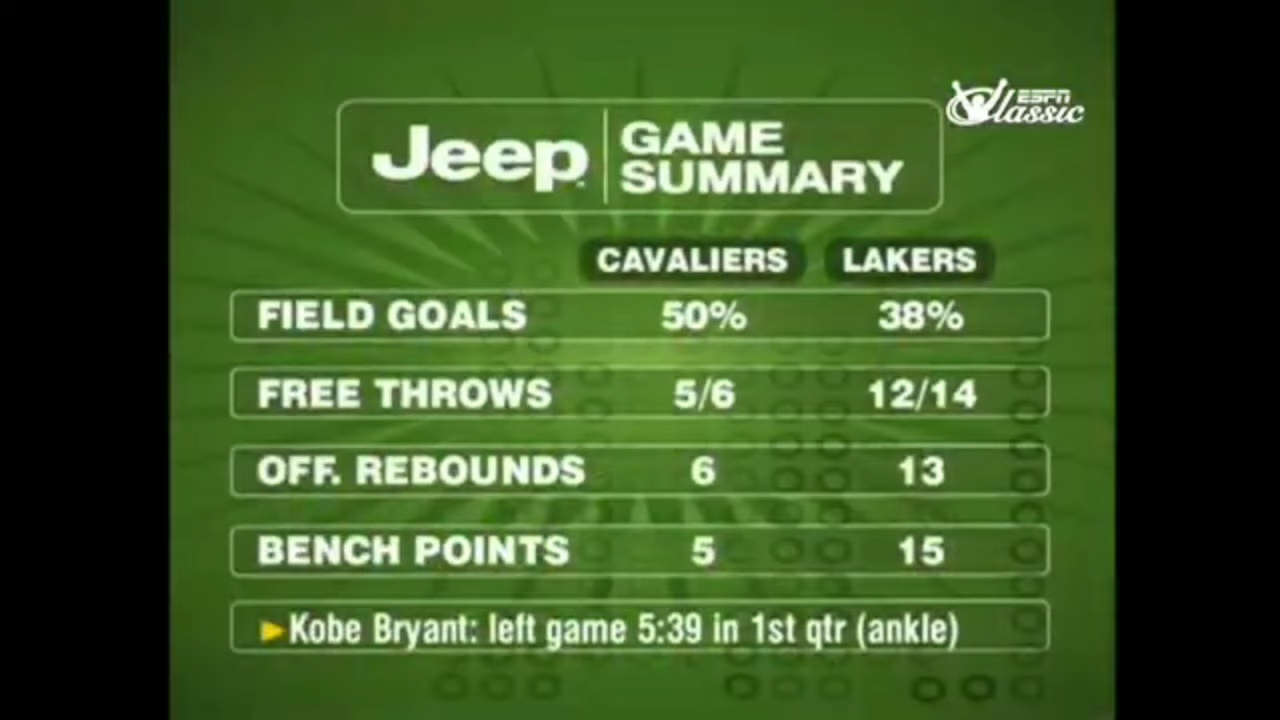 ESPN Classic
Jeep GAME SUMMARY
CAVALIERS LAKERS
FIELD GOALS 50% 38%
FREE THROWS 5/6 12/14
OFF. REBOUNDS 6 13
BENCH POINTS 5 15
Kobe Bryant: left game 5:39 in 1st qtr (ankle)